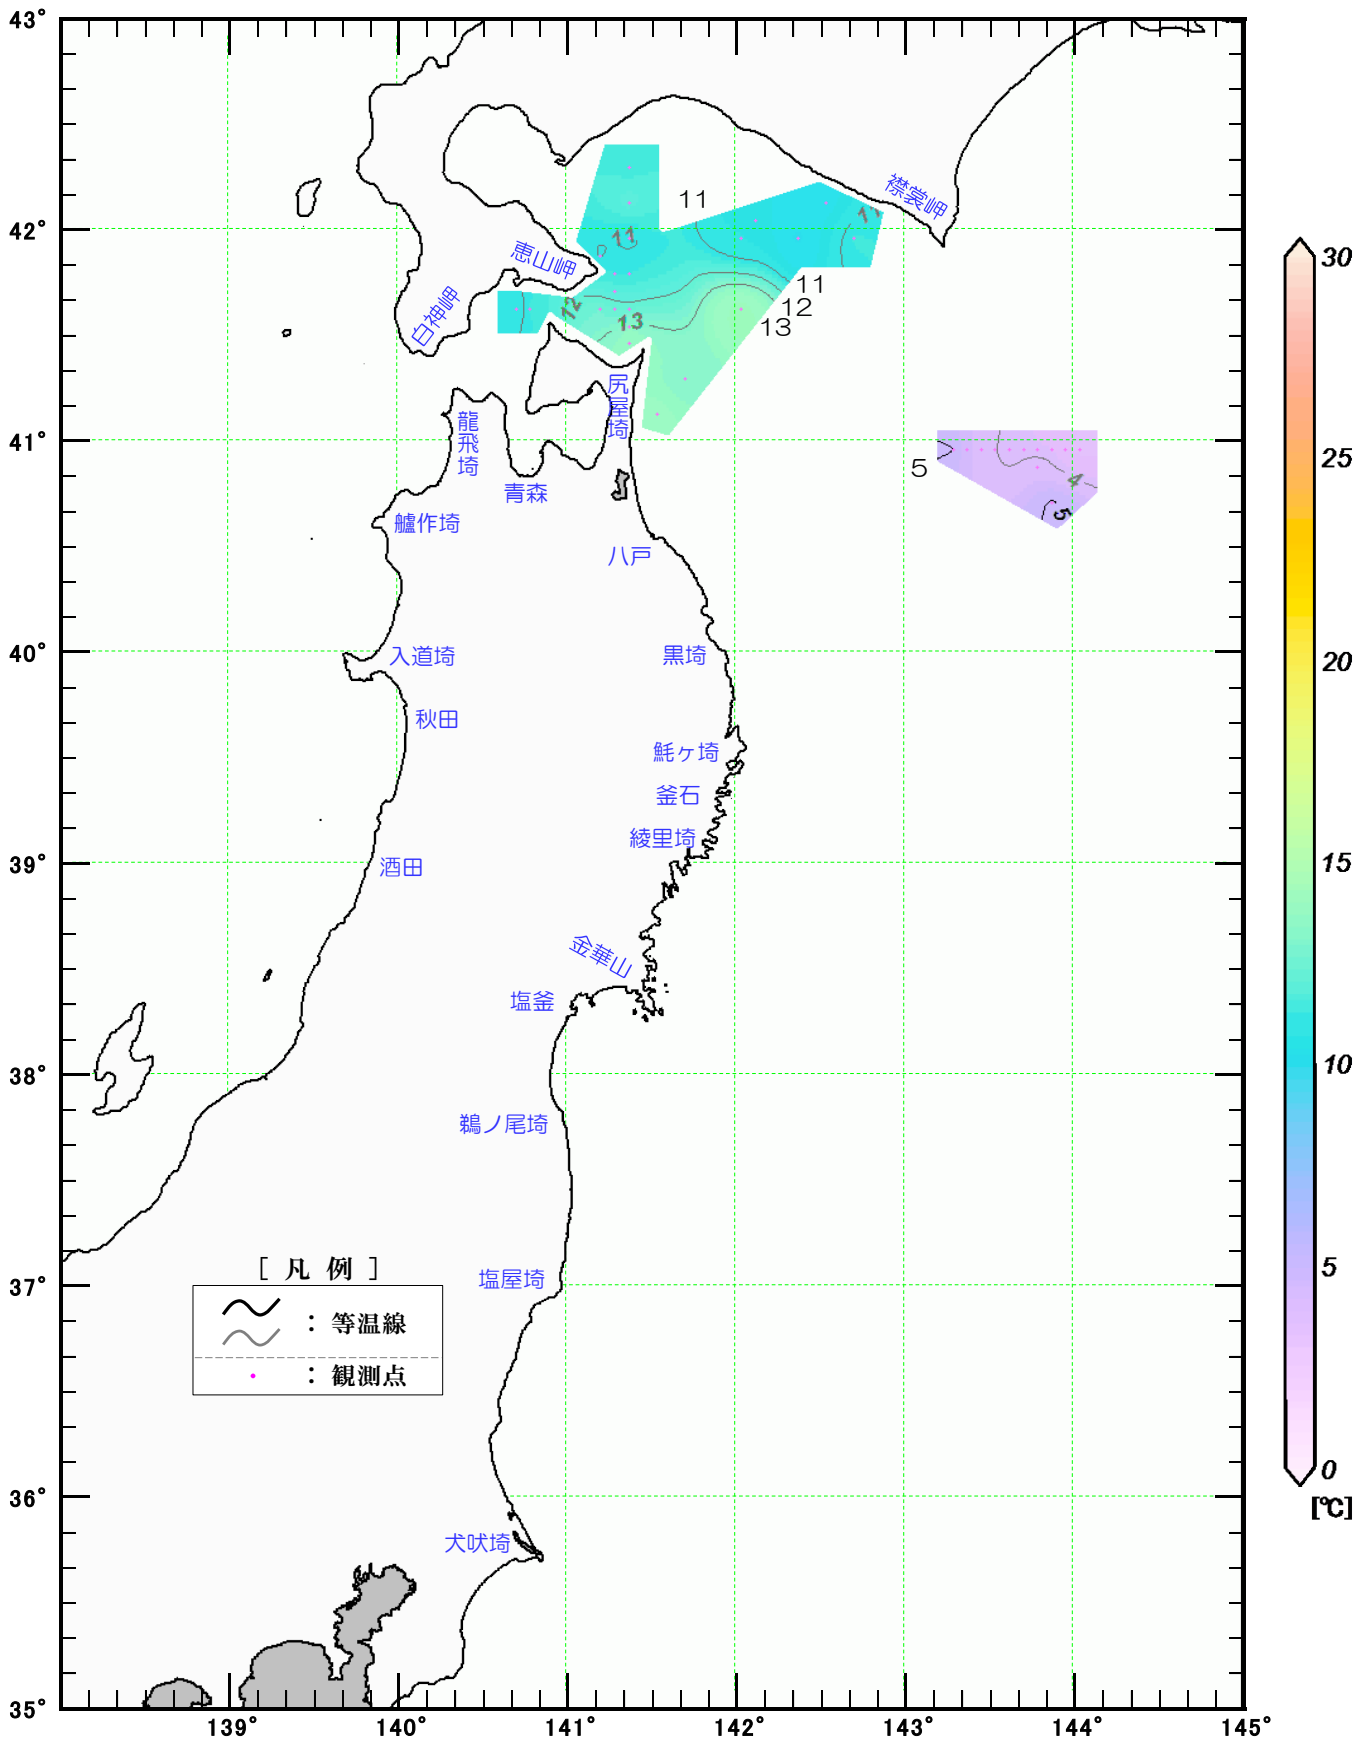 43°
襟裳岬
11
11
42°
11
恵山岬
30
白神岬
12
13
11
12
13
尻屋埼
龍飛埼
41°
25
5
4
青森
5
艫作埼
八戸
40°
入道埼
黒埼
20
秋田
魹ヶ埼
釜石
綾里埼
39°
酒田
15
金華山
塩釜
38°
10
鵜ノ尾埼
[ 凡 例 ]
塩屋埼
37°
5
: 等温線
: 観測点
0
36°
[℃]
犬吠埼
35°
139° 140° 141° 142° 143° 144° 145°